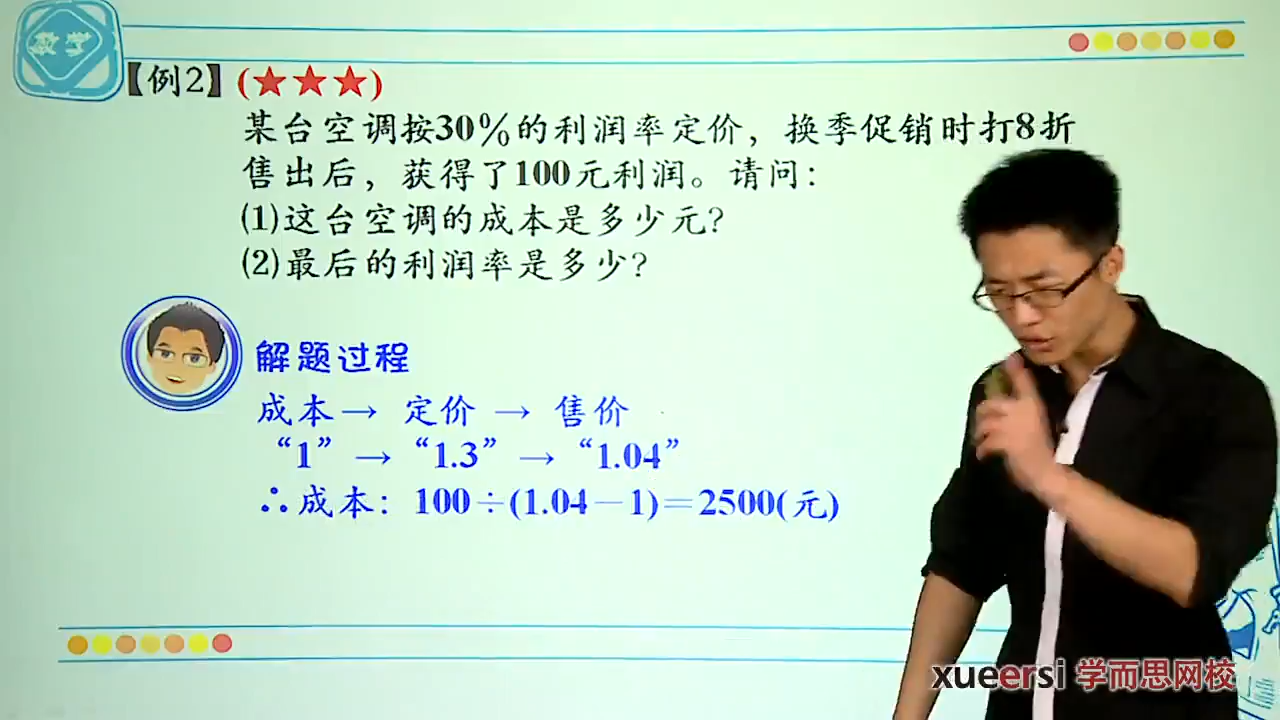 【例2】(★★★)
某台空调按30%的利润率定价，换季促销时打8折
售出后，获得了100元利润。请问：
(1)这台空调的成本是多少元？
(2)最后的利润率是多少？
解题过程
成本→ 定价 → 售价
“1” → “1.3” → “1.04”
∴成本：100÷(1.04－1)＝2500(元)
xueersi 学而思网校